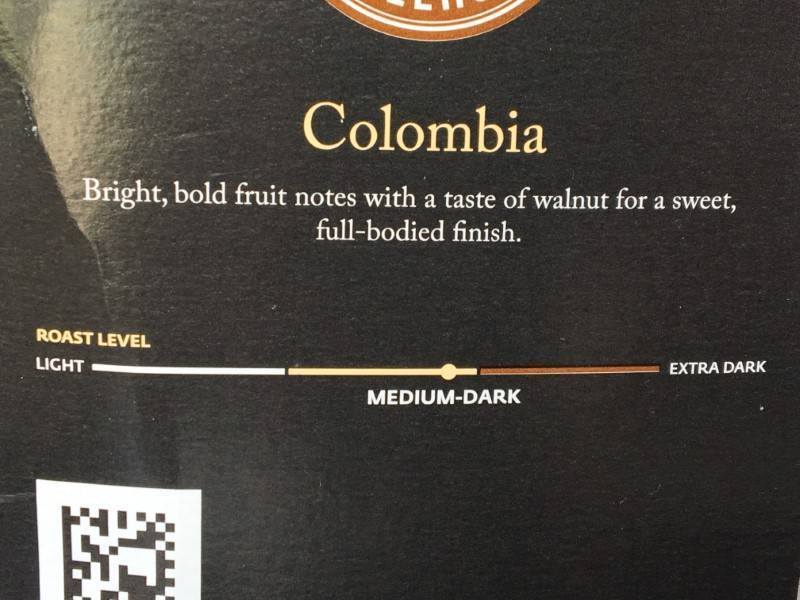 Colombia
Bright, bold fruit notes with a taste of walnut for a sweet,
full-bodied finish.
ROAST LEVEL
LIGHT
EXTRA DARK
MEDIUM-DARK